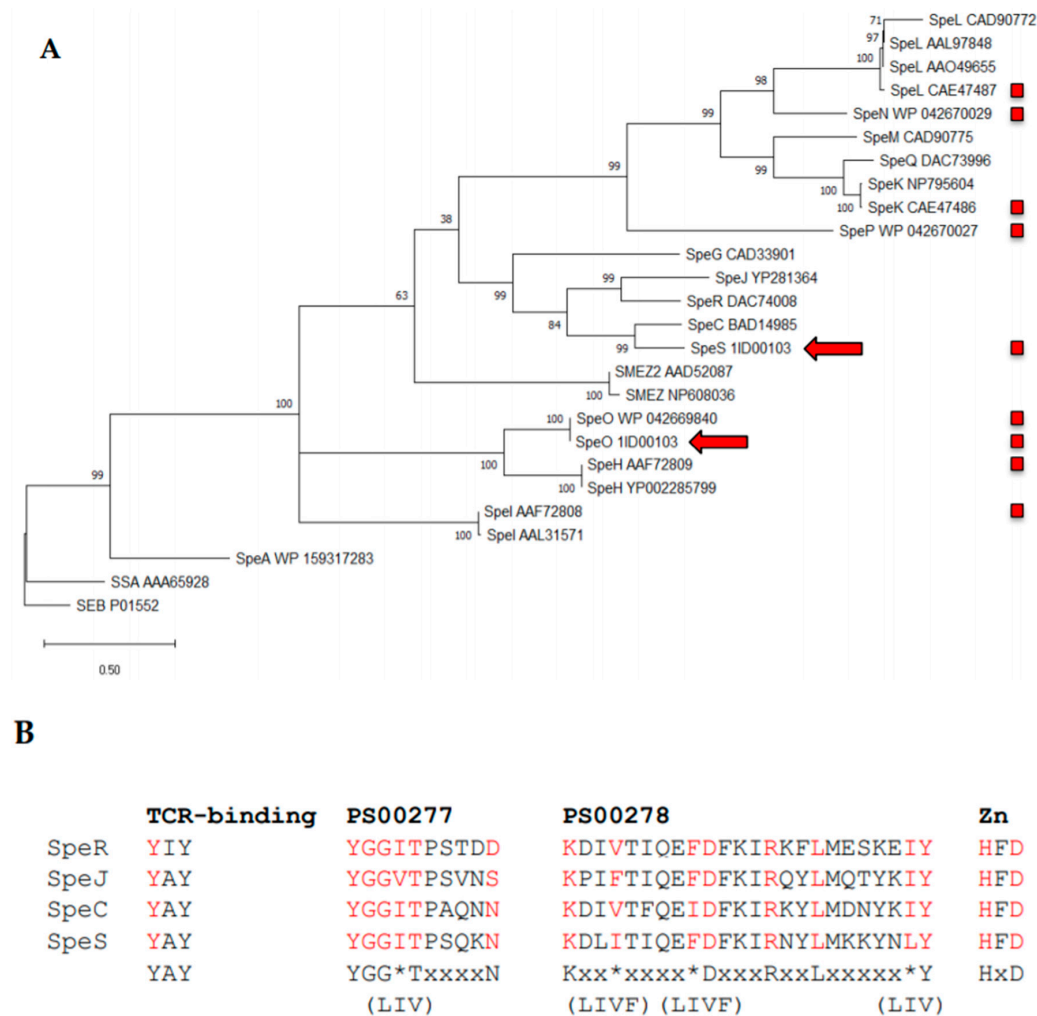 A
71 SpeL CAD90772
97 SpeL AAL97848
100 SpeL AAO49655
SpeL CAE47487
98
99 SpeN WP 042670029
SpeM CAD90775
99 SpeQ DAC73996
99
100 SpeK NP795604
100 SpeK CAE47486
SpeP WP 042670027
38
SpeG CAD33901
99 SpeJ YP281364
99 SpeR DAC74008
63
84 SpeC BAD14985
99 SpeS 1ID00103
SMEZ2 AAD52087
100 SMEZ NP608036
100
100 SpeO WP 042669840
SpeO 1ID00103
100 SpeH AAF72809
100 SpeH YP002285799
99
SpeI AAF72808
100 SpeI AAL31571
SpeA WP 159317283
SSA AAA65928
SEB P01552
0.50
B
TCR-binding PS00277 PS00278 Zn
SpeR YIY YGGITPSTDD KDIVTIQEFDFKIRKFLMESKEIY HFD
SpeJ YAY YGGVTPSVNS KPIFTIQEFDFKIRQYLMQTYKIY HFD
SpeC YAY YGGITPAQNN KDIVTFQEIDFKIRKYLMDNYKIY HFD
SpeS YAY YGGITPSQKN KDLITIQEFDFKIRNYLMKKYNLY HFD
YAY YGG*TxxxxN Kxx*xxxx*DxxxRxxLxxxxx*Y HxD
(LIV) (LIVF) (LIVF) (LIV)